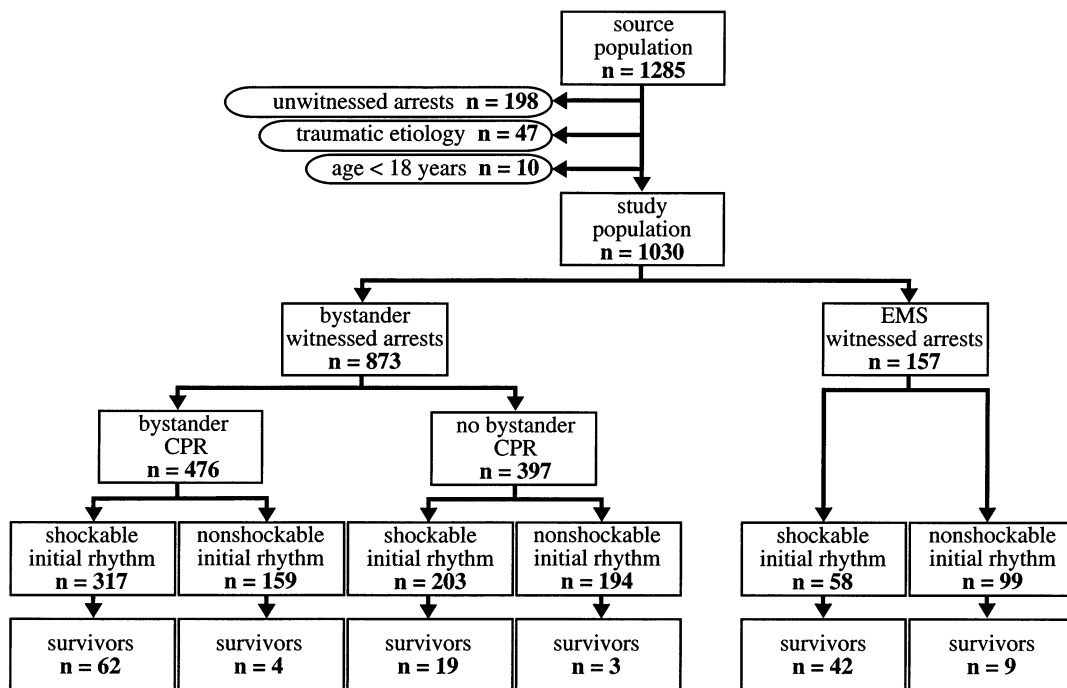 source
population
n = 1285
unwitnessed arrests n = 198
traumatic etiology n = 47
age < 18 years n = 10
study
population
n = 1030
bystander
witnessed arrests
n = 873
EMS
witnessed arrests
n = 157
bystander
CPR
n = 476
no bystander
CPR
n = 397
shockable
initial rhythm
n = 317
nonshockable
initial rhythm
n = 159
shockable
initial rhythm
n = 203
nonshockable
initial rhythm
n = 194
shockable
initial rhythm
n = 58
nonshockable
initial rhythm
n = 99
survivors
n = 62
survivors
n = 4
survivors
n = 19
survivors
n = 3
survivors
n = 42
survivors
n = 9